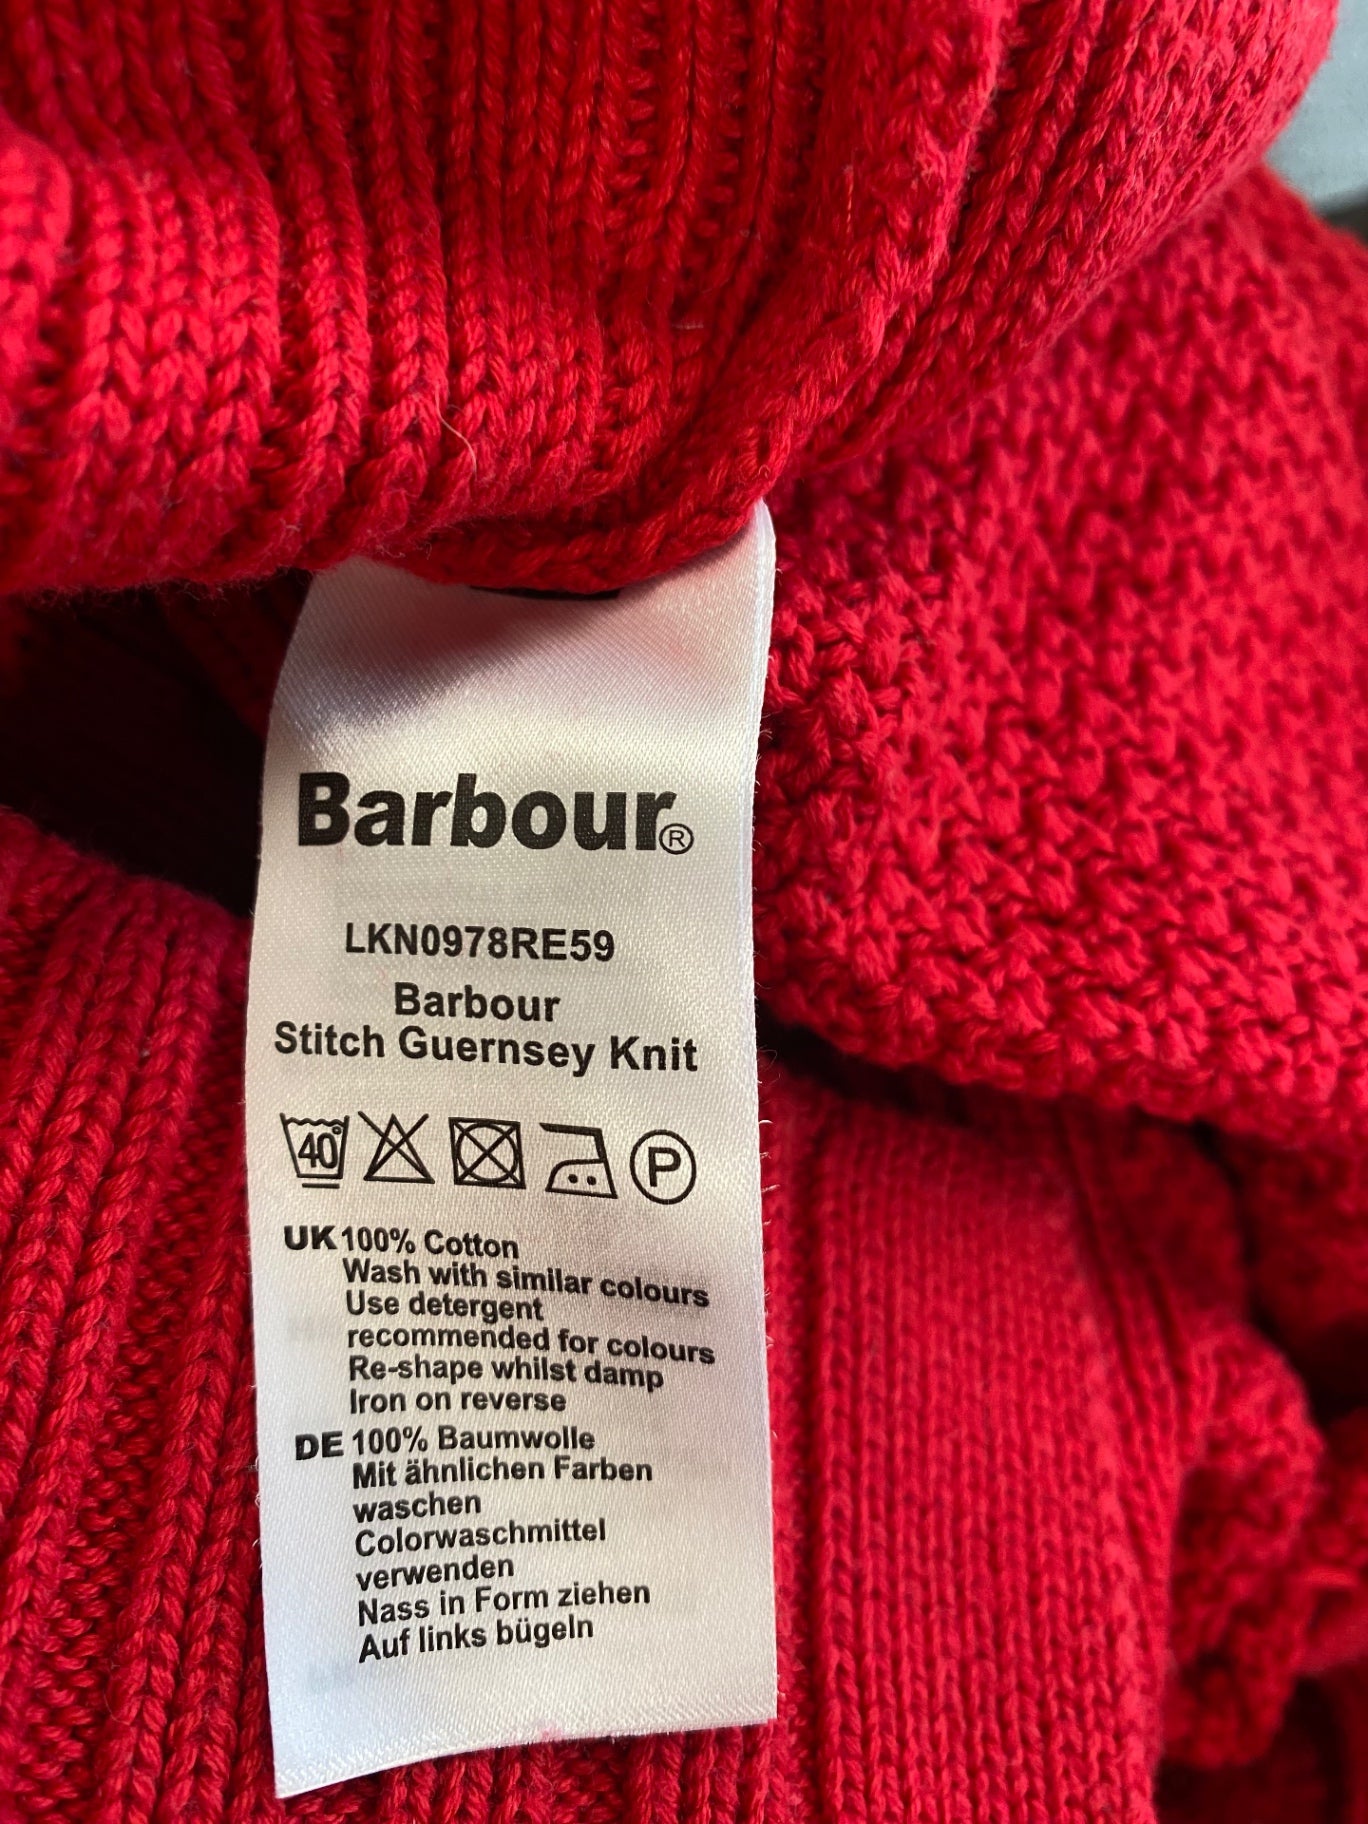 Barbour®
LKN0978RE59
Barbour
Stitch Guernsey Knit
40° P
UK 100% Cotton
Wash with similar colours
Use detergent
recommended for colours
Re-shape whilst damp
Iron on reverse
DE 100% Baumwolle
Mit ähnlichen Farben
waschen
Colorwaschmittel
verwenden
Nass in Form ziehen
Auf links bügeln